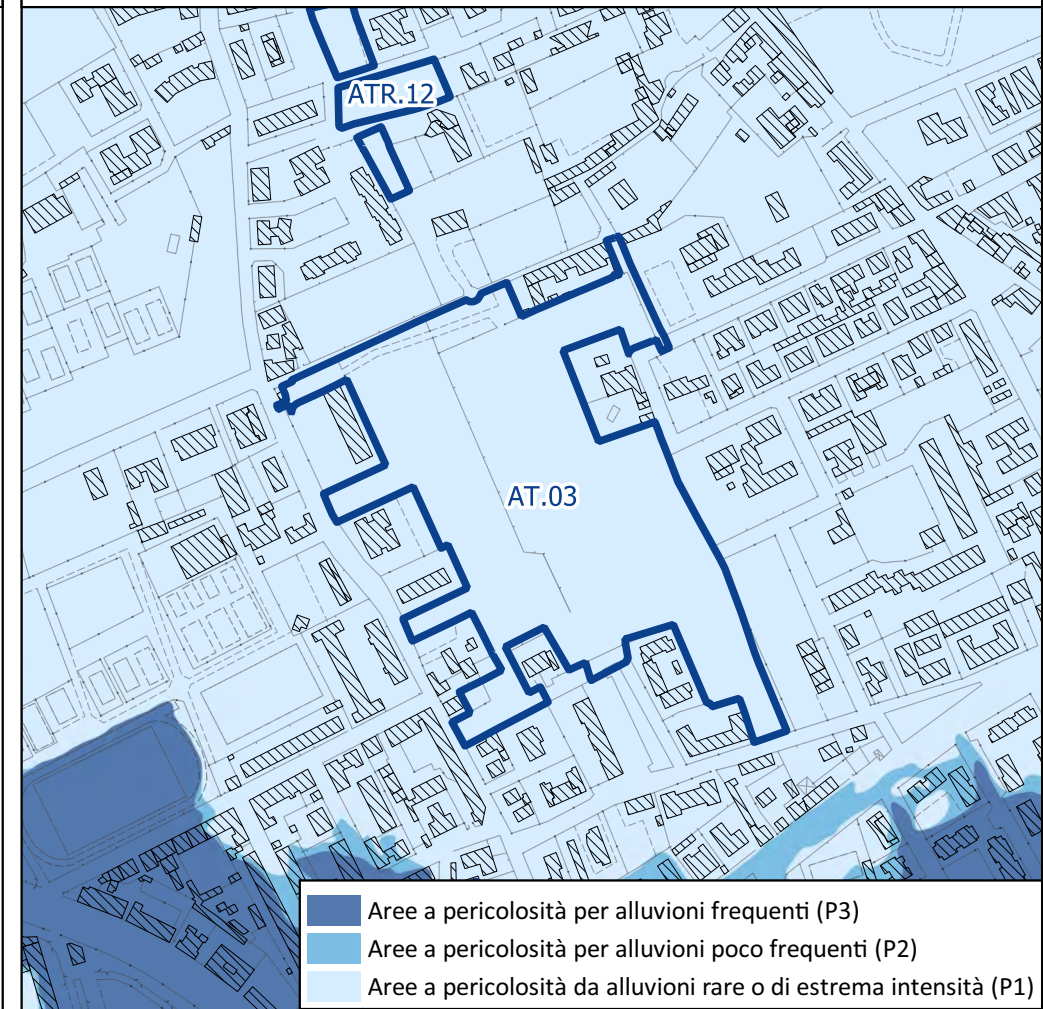 ATR.12
AT.03
Aree a pericolosità per alluvioni frequenti (P3)
Aree a pericolosità per alluvioni poco frequenti (P2)
Aree a pericolosità da alluvioni rare o di estrema intensità (P1)